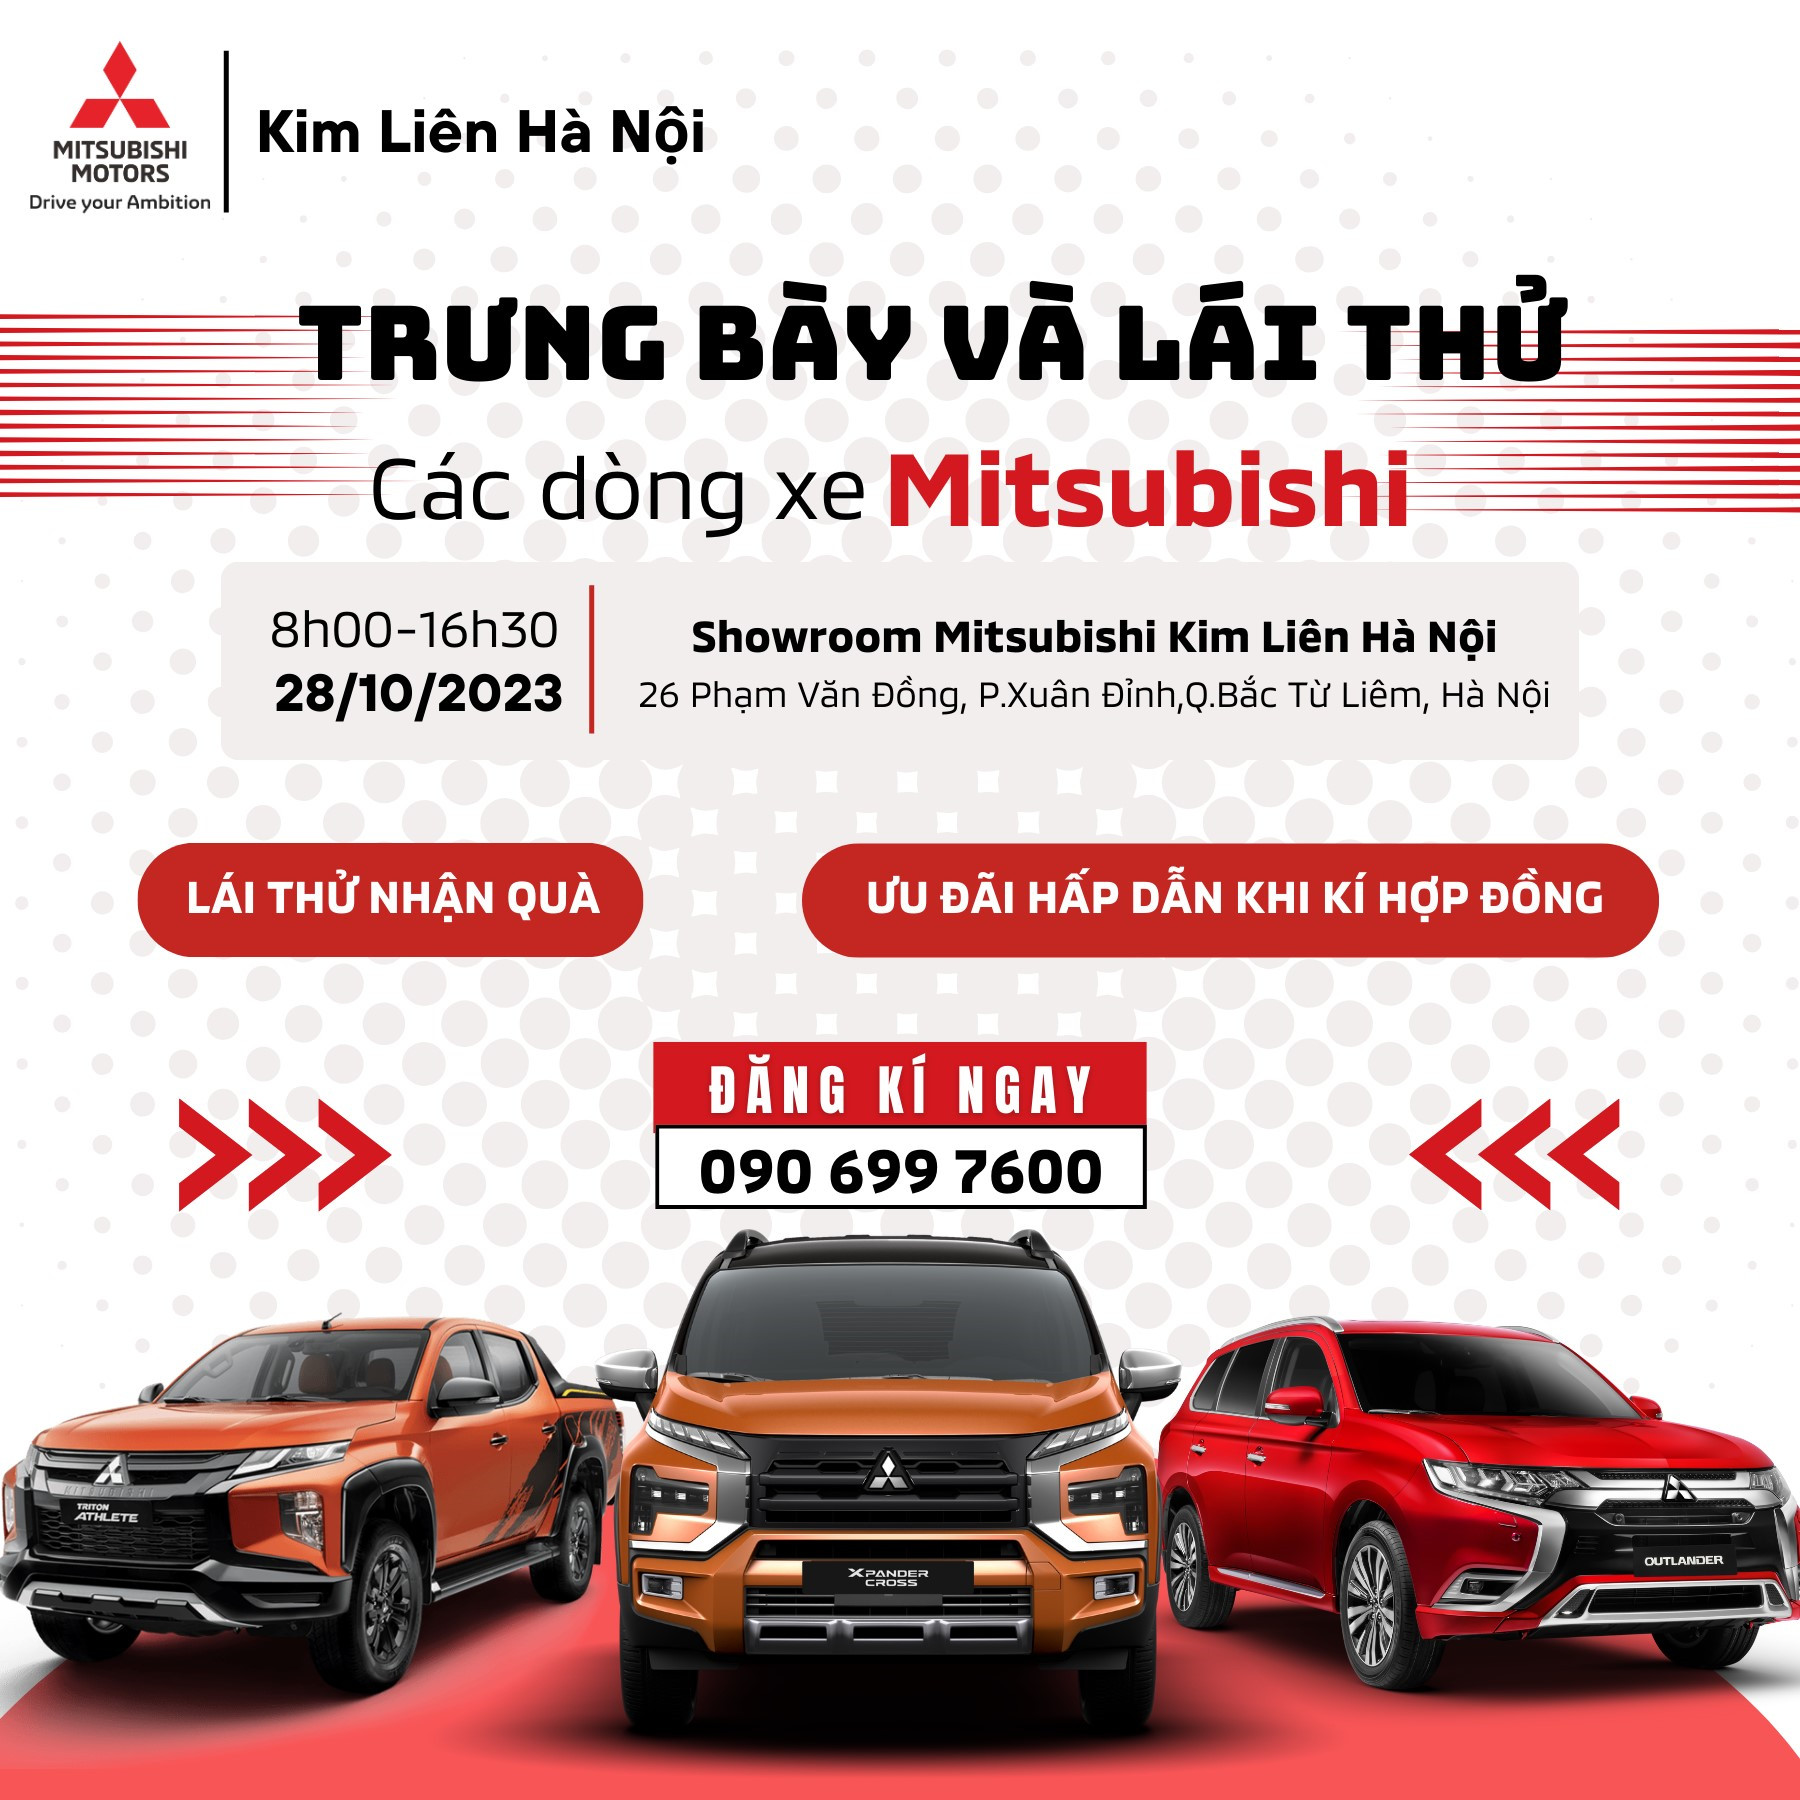 MITSUBISHI
MOTORS
Drive your Ambition
Kim Liên Hà Nội
TRƯNG BÀY VÀ LÁI THỬ
Các dòng xe Mitsubishi
8h00-16h30
28/10/2023
Showroom Mitsubishi Kim Liên Hà Nội
26 Phạm Văn Đồng, P.Xuân Đỉnh,Q.Bắc Từ Liêm, Hà Nội
LÁI THỬ NHẬN QUÀ
ƯU ĐÃI HẤP DẪN KHI KÍ HỢP ĐỒNG
ĐĂNG KÍ NGAY
090 699 7600
MITSUBISHI
TRITON
ATHLETE
XPANDER
CROSS
OUTLANDER